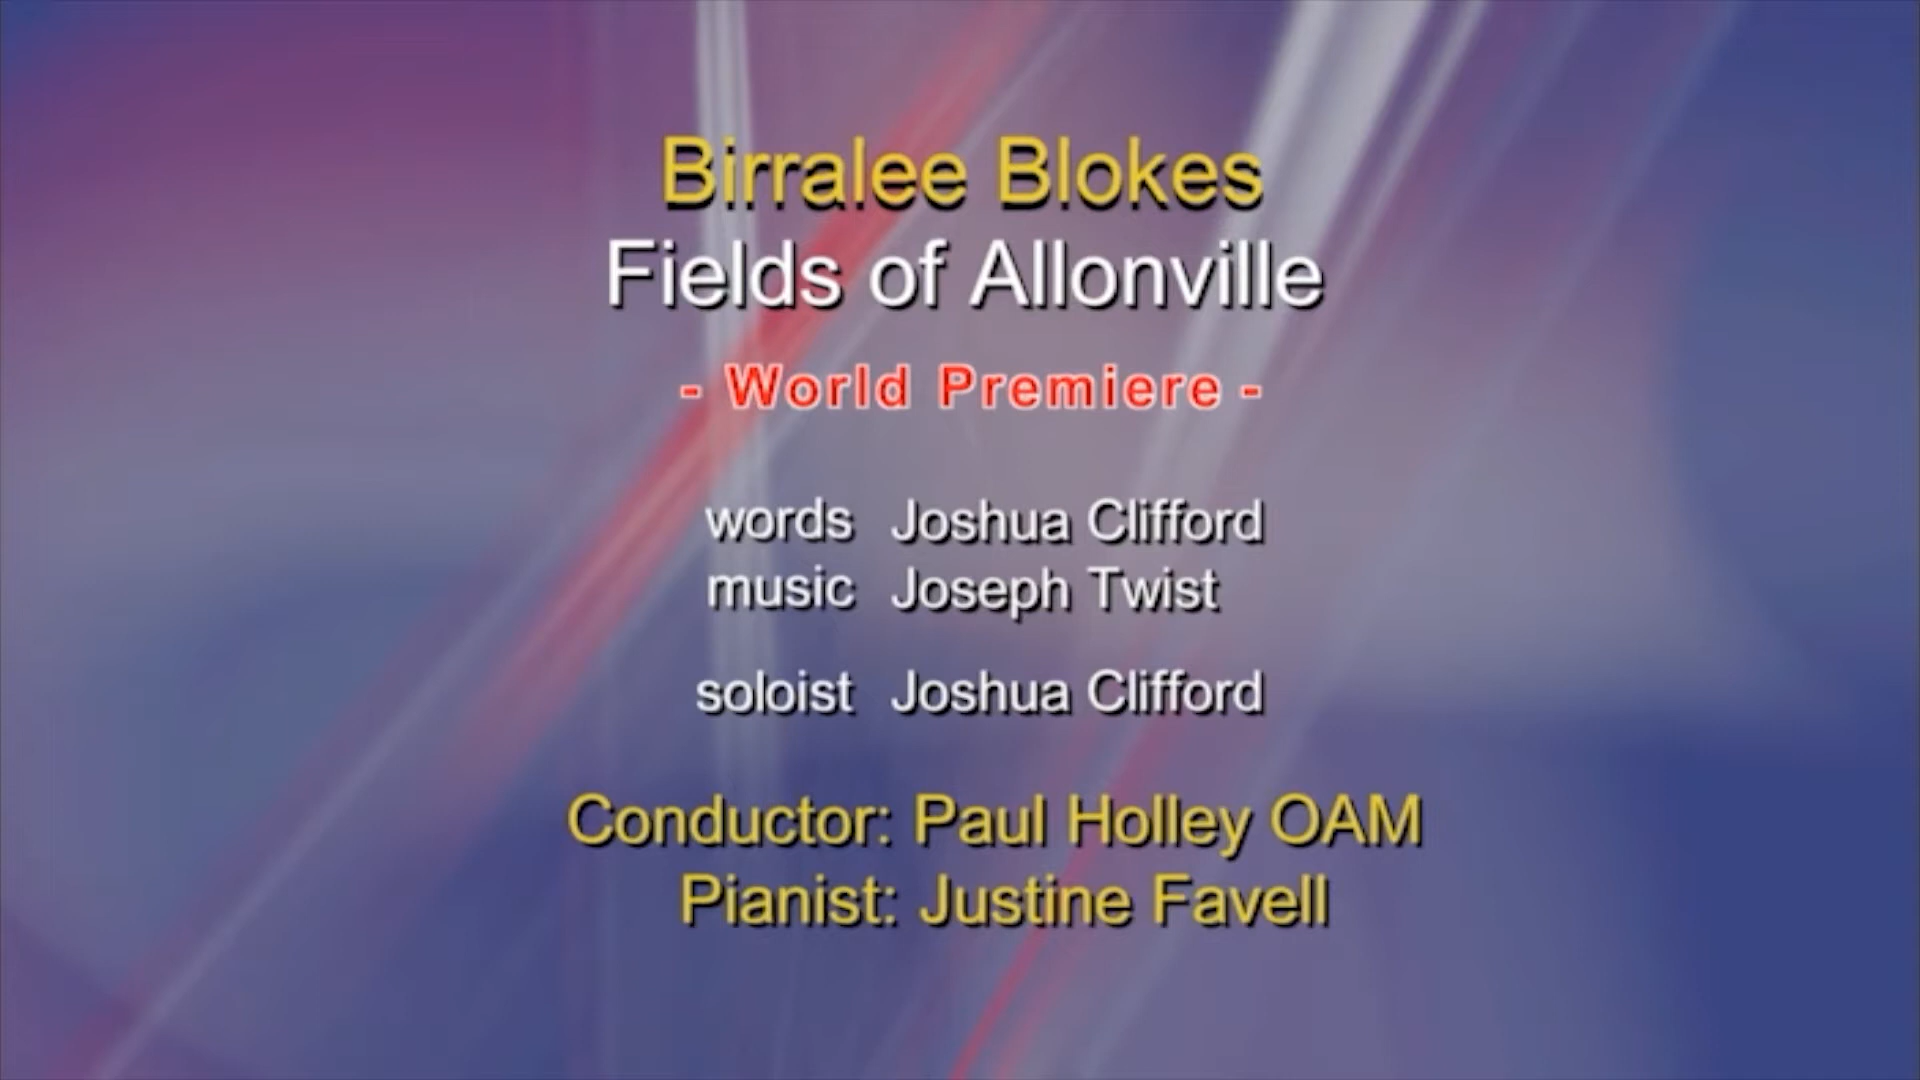 Birralee Blokes
Fields of Allonville
- World Premiere -
words Joshua Clifford
music Joseph Twist
soloist Joshua Clifford
Conductor: Paul Holley OAM
Pianist: Justine Favell